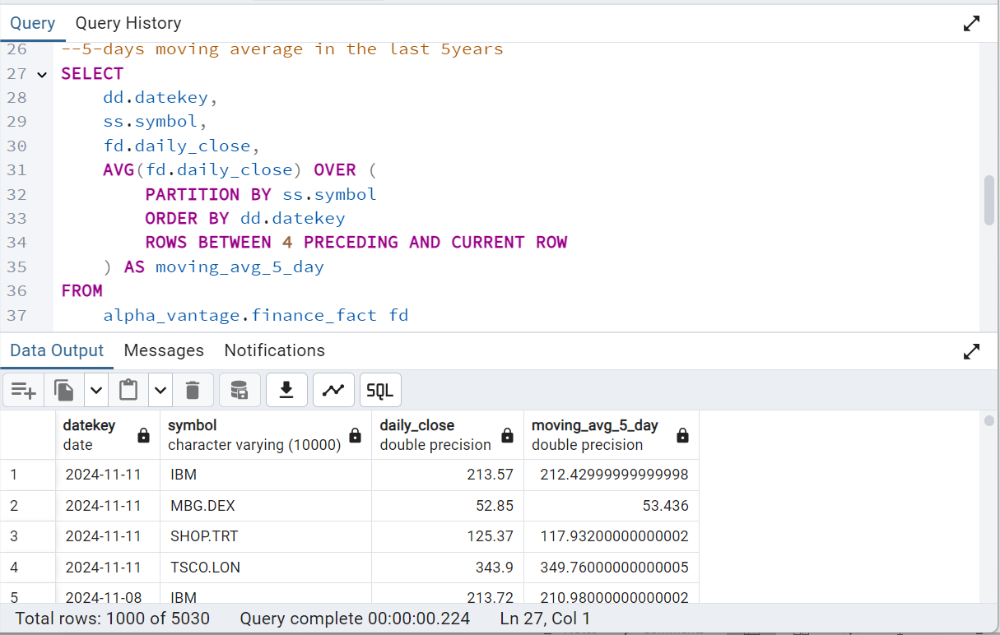 Query Query History
26 --5-days moving average in the last 5years
27 SELECT
28 dd.datekey,
29 ss.symbol,
30 fd.daily_close,
31 AVG(fd.daily_close) OVER (
32 PARTITION BY ss.symbol
33 ORDER BY dd.datekey
34 ROWS BETWEEN 4 PRECEDING AND CURRENT ROW
35 ) AS moving_avg_5_day
36 FROM
37 alpha_vantage.finance_fact fd
Data Output Messages Notifications
SQL
datekey symbol daily_close moving_avg_5_day
date character varying (10000) double precision double precision
1 2024-11-11 IBM 213.57 212.42999999999998
2 2024-11-11 MBG.DEX 52.85 53.436
3 2024-11-11 SHOP.TRT 125.37 117.93200000000002
4 2024-11-11 TSCO.LON 343.9 349.76000000000005
5 2024-11-08 IBM 213.72 210.98000000000002
Total rows: 1000 of 5030 Query complete 00:00:00.224 Ln 27, Col 1